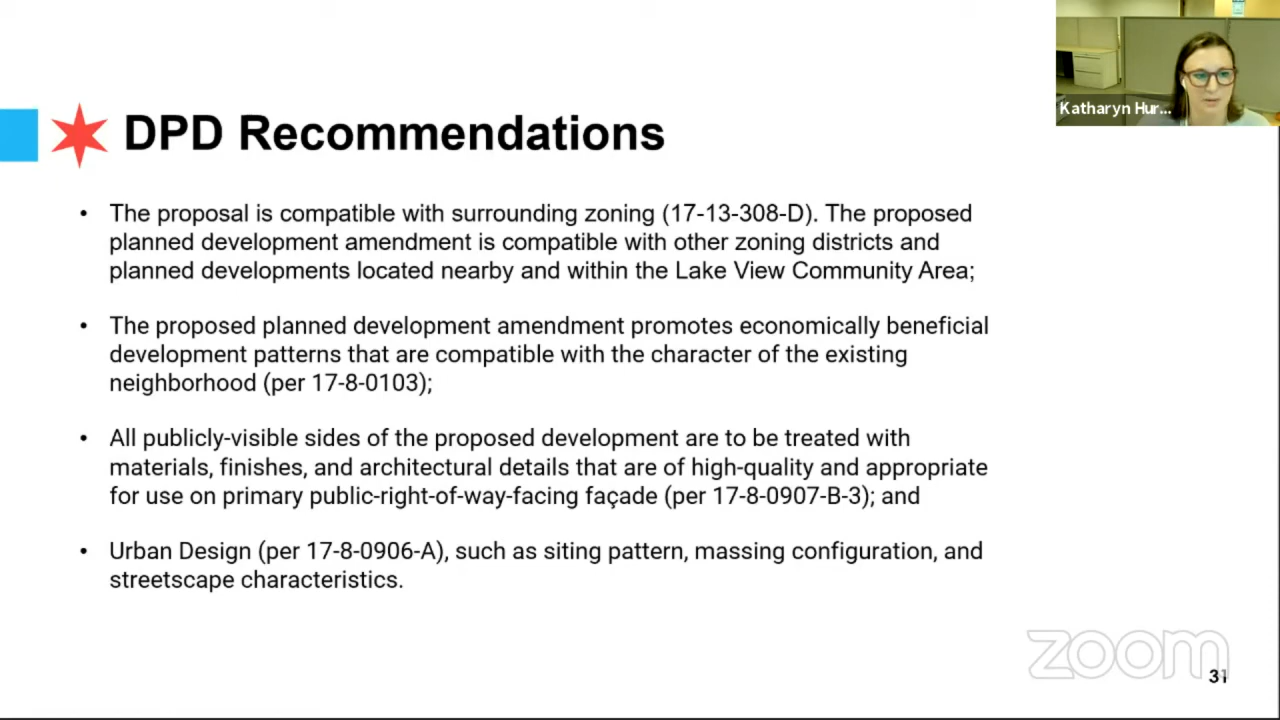 Katharyn Hur...
DPD Recommendations
• The proposal is compatible with surrounding zoning (17-13-308-D). The proposed
planned development amendment is compatible with other zoning districts and
planned developments located nearby and within the Lake View Community Area;
• The proposed planned development amendment promotes economically beneficial
development patterns that are compatible with the character of the existing
neighborhood (per 17-8-0103);
• All publicly-visible sides of the proposed development are to be treated with
materials, finishes, and architectural details that are of high-quality and appropriate
for use on primary public-right-of-way-facing façade (per 17-8-0907-B-3); and
• Urban Design (per 17-8-0906-A), such as siting pattern, massing configuration, and
streetscape characteristics.
zoom
31